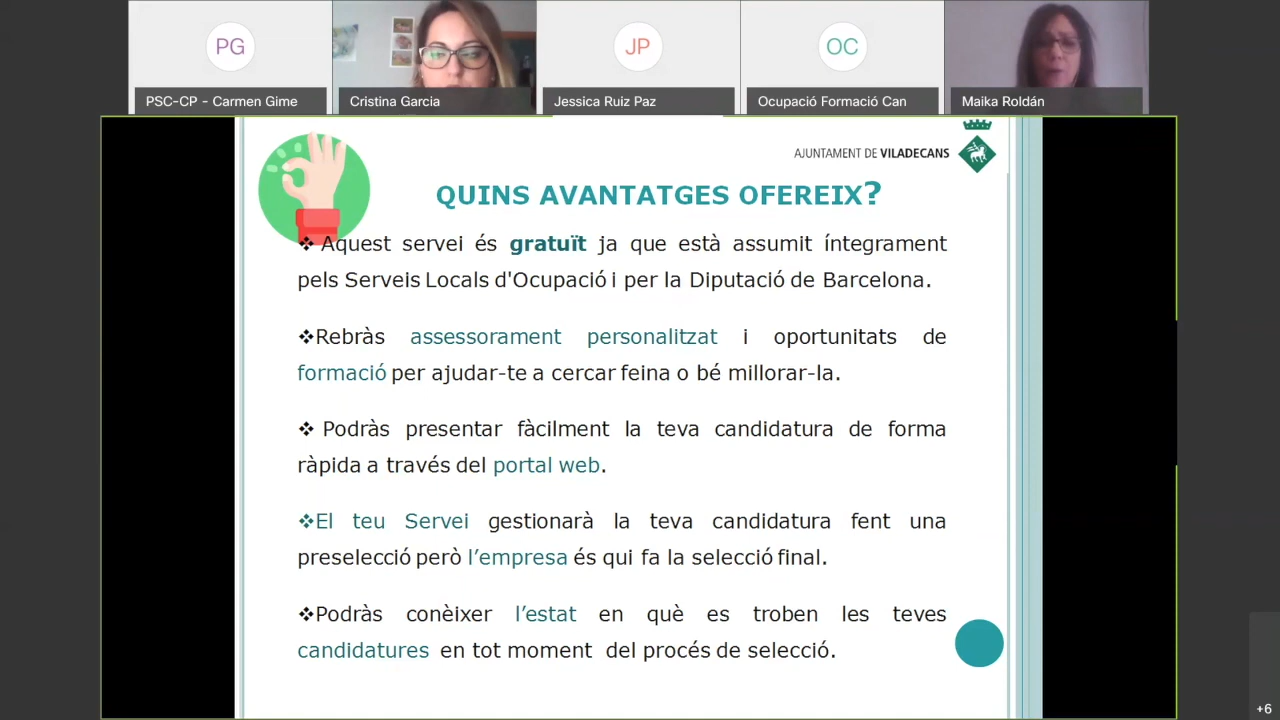 PG
JP
OC
PSC-CP - Carmen Gime
Cristina Garcia
Jessica Ruiz Paz
Ocupació Formació Can
Maika Roldán
AJUNTAMENT DE VILADECANS
QUINS AVANTATGES OFEREIX?
❖ Aquest servei és gratuït ja que està assumit íntegrament
pels Serveis Locals d'Ocupació i per la Diputació de Barcelona.
❖Rebràs assessorament personalitzat i oportunitats de
formació per ajudar-te a cercar feina o bé millorar-la.
❖ Podràs presentar fàcilment la teva candidatura de forma
ràpida a través del portal web.
❖El teu Servei gestionarà la teva candidatura fent una
preselecció però l’empresa és qui fa la selecció final.
❖Podràs conèixer l’estat en què es troben les teves
candidatures en tot moment del procés de selecció.
+6